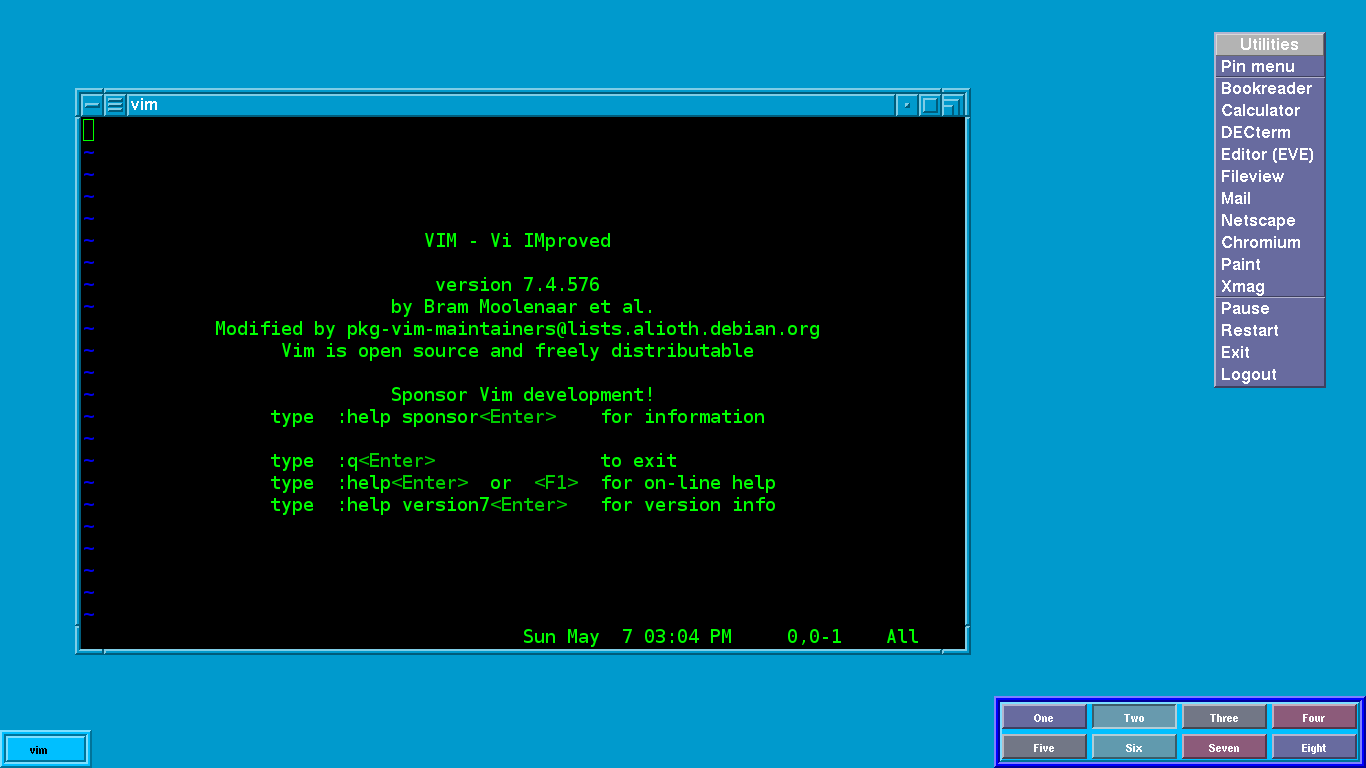 vim
~
~
~
~
~
VIM - Vi IMproved
~
version 7.4.576
by Bram Moolenaar et al.
Modified by pkg-vim-maintainers@lists.alioth.debian.org
Vim is open source and freely distributable
~
Sponsor Vim development!
type  :help sponsor<Enter>    for information
~
type  :q<Enter>               to exit
type  :help<Enter>  or  <F1>  for on-line help
type  :help version7<Enter>   for version info
~
~
~
~
~
Sun May  7 03:04 PM     0,0-1    All
Utilities
Pin menu
Bookreader
Calculator
DECterm
Editor (EVE)
Fileview
Mail
Netscape
Chromium
Paint
Xmag
Pause
Restart
Exit
Logout
vim
One Two Three Four
Five Six Seven Eight